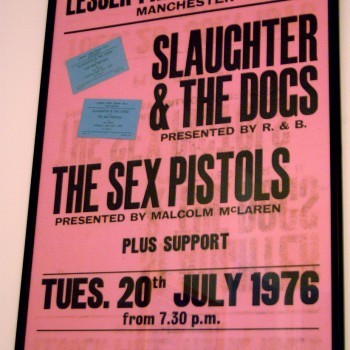 MANCHESTER
SLAUGHTER
& THE DOGS
PRESENTED BY R. & B.
THE SEX PISTOLS
PRESENTED BY MALCOLM McLAREN
PLUS SUPPORT
TUES. 20th JULY 1976
from 7.30 p.m.